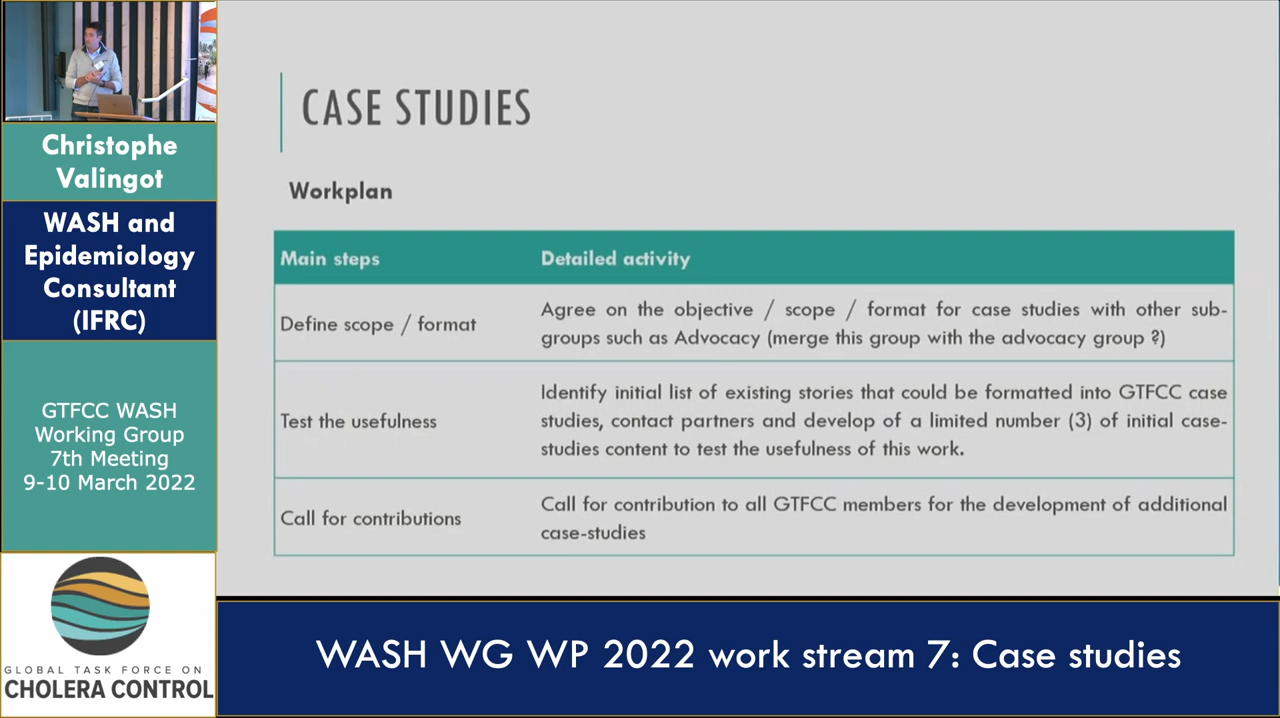 Christophe
Valingot
WASH and
Epidemiology
Consultant
(IFRC)
GTFCC WASH
Working Group
7th Meeting
9-10 March 2022
GLOBAL TASK FORCE ON
CHOLERA CONTROL
CASE STUDIES
Workplan
Main steps
Detailed activity
Define scope / format
Agree on the objective / scope / format for case studies with other sub-
groups such as Advocacy (merge this group with the advocacy group ?)
Test the usefulness
Identify initial list of existing stories that could be formatted into GTFCC case
studies, contact partners and develop of a limited number (3) of initial case-
studies content to test the usefulness of this work.
Call for contributions
Call for contribution to all GTFCC members for the development of additional
case-studies
WASH WG WP 2022 work stream 7: Case studies